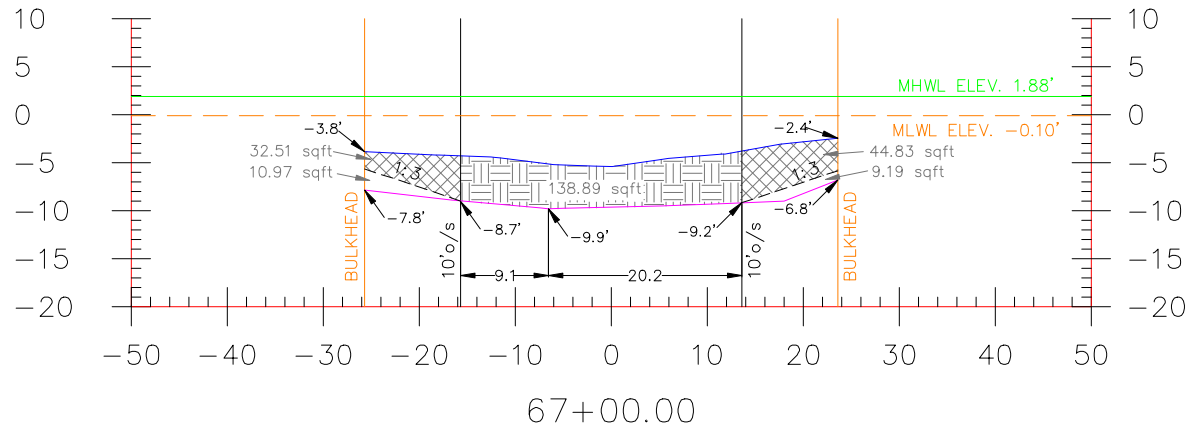 10
5
0
−5
−10
−15
−20
10
5
0
−5
−10
−15
−20
MHWL ELEV. 1.88'
MLWL ELEV. −0.10'
−3.8'
−2.4'
32.51 sqft
10.97 sqft
1:3
138.89 sqft
1:3
44.83 sqft
9.19 sqft
−7.8'
−8.7'
−9.9'
−9.2'
−6.8'
BULKHEAD
10'o/s
10'o/s
BULKHEAD
9.1
20.2
−50 −40 −30 −20 −10 0 10 20 30 40 50
67+00.00